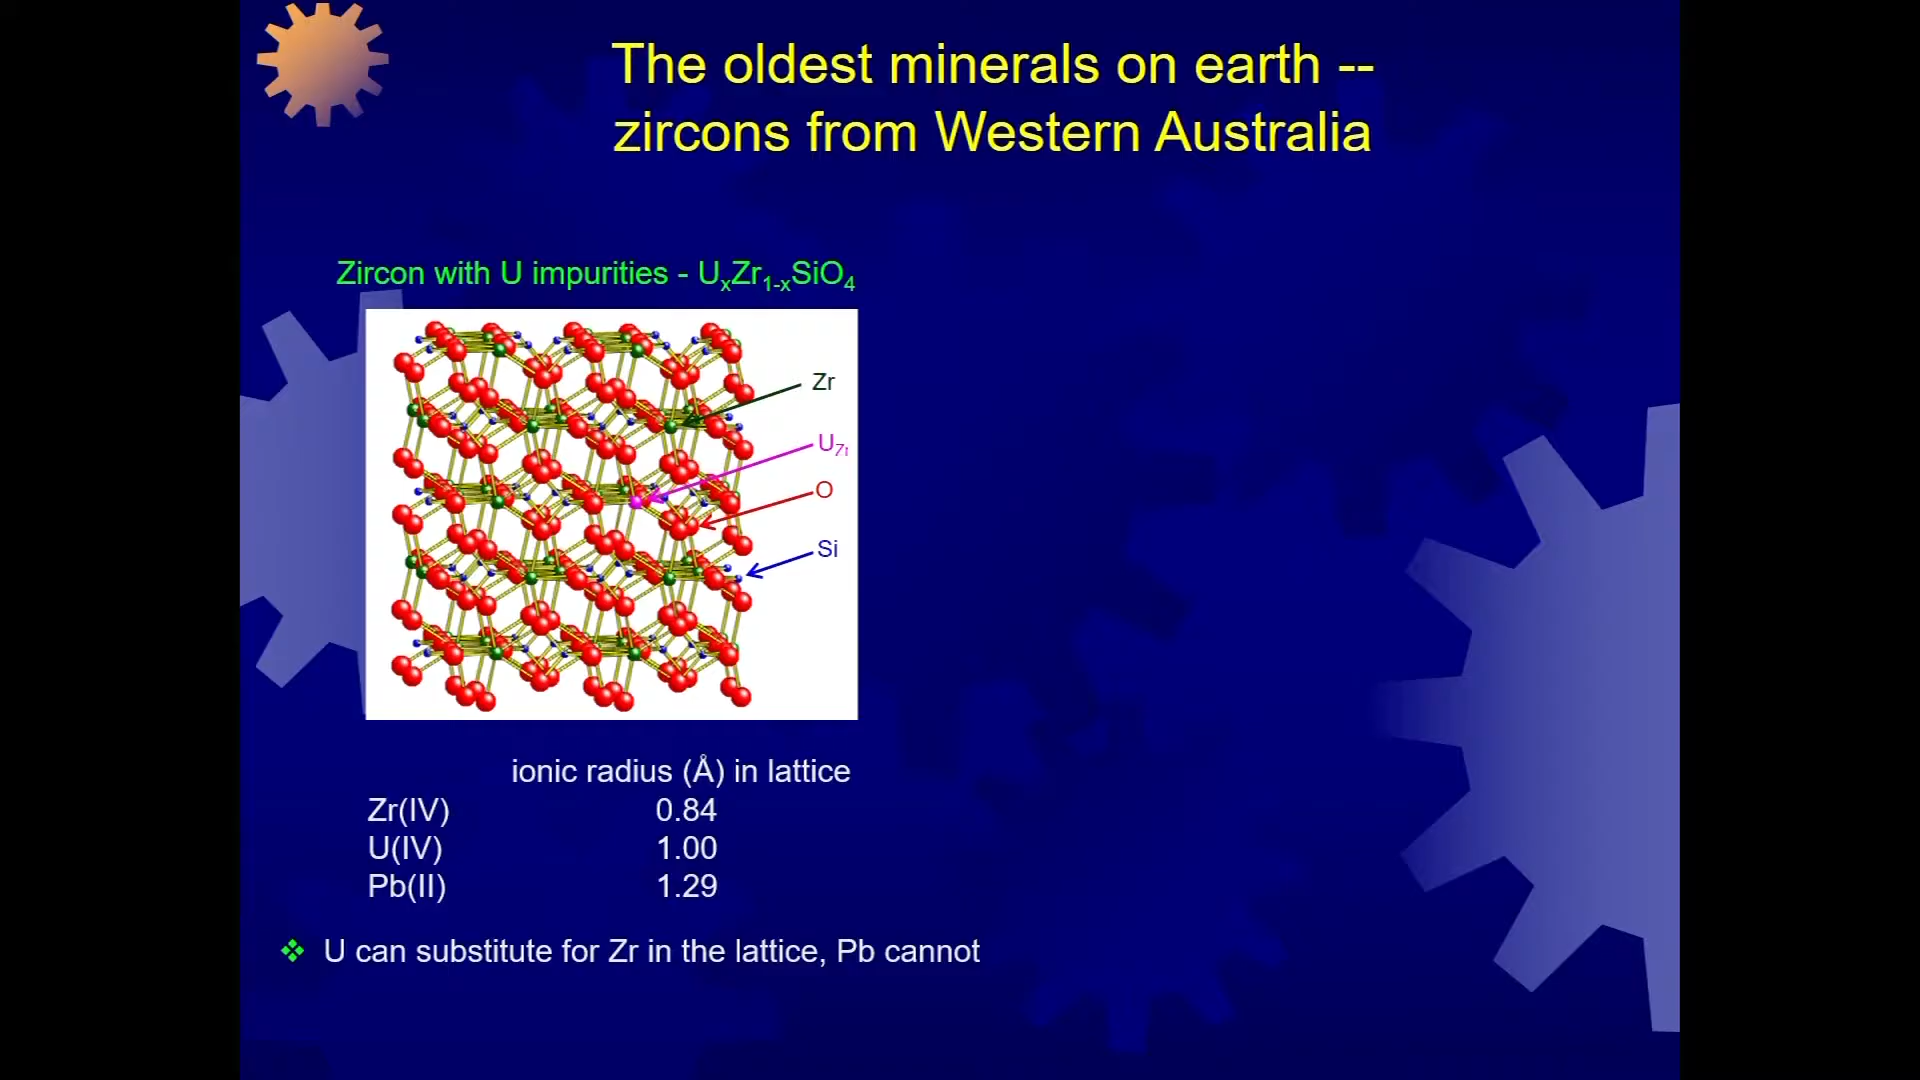 The oldest minerals on earth --
zircons from Western Australia
Zircon with U impurities - UₓZr₁₋ₓSiO₄
Zr
U_Zr
O
Si
ionic radius (Å) in lattice
Zr(IV) 0.84
U(IV) 1.00
Pb(II) 1.29
❖ U can substitute for Zr in the lattice, Pb cannot